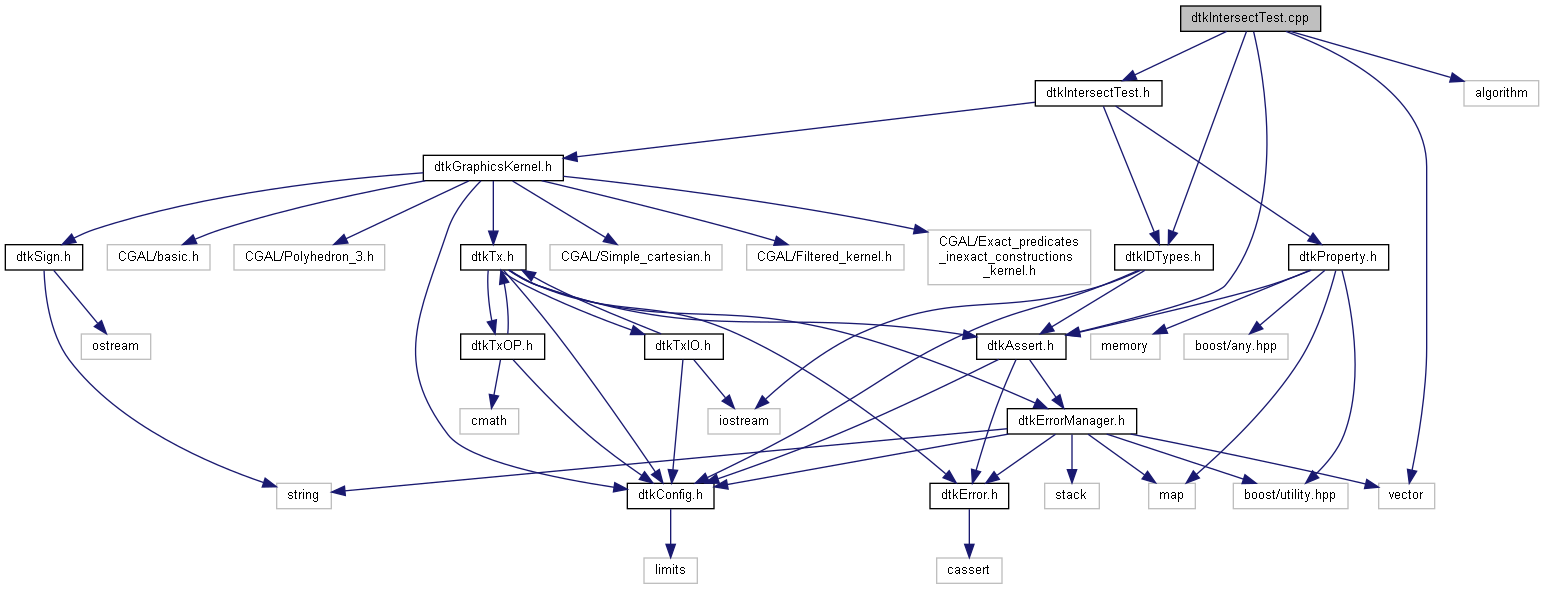 dtkIntersectTest.cpp
dtkIntersectTest.h
algorithm
dtkGraphicsKernel.h
dtkSign.h
CGAL/basic.h
CGAL/Polyhedron_3.h
dtkTx.h
CGAL/Simple_cartesian.h
CGAL/Filtered_kernel.h
CGAL/Exact_predicates
_inexact_constructions
_kernel.h
dtkIDTypes.h
dtkProperty.h
ostream
dtkTxOP.h
dtkTxIO.h
dtkAssert.h
memory
boost/any.hpp
cmath
iostream
dtkErrorManager.h
string
dtkConfig.h
dtkError.h
stack
map
boost/utility.hpp
vector
limits
cassert